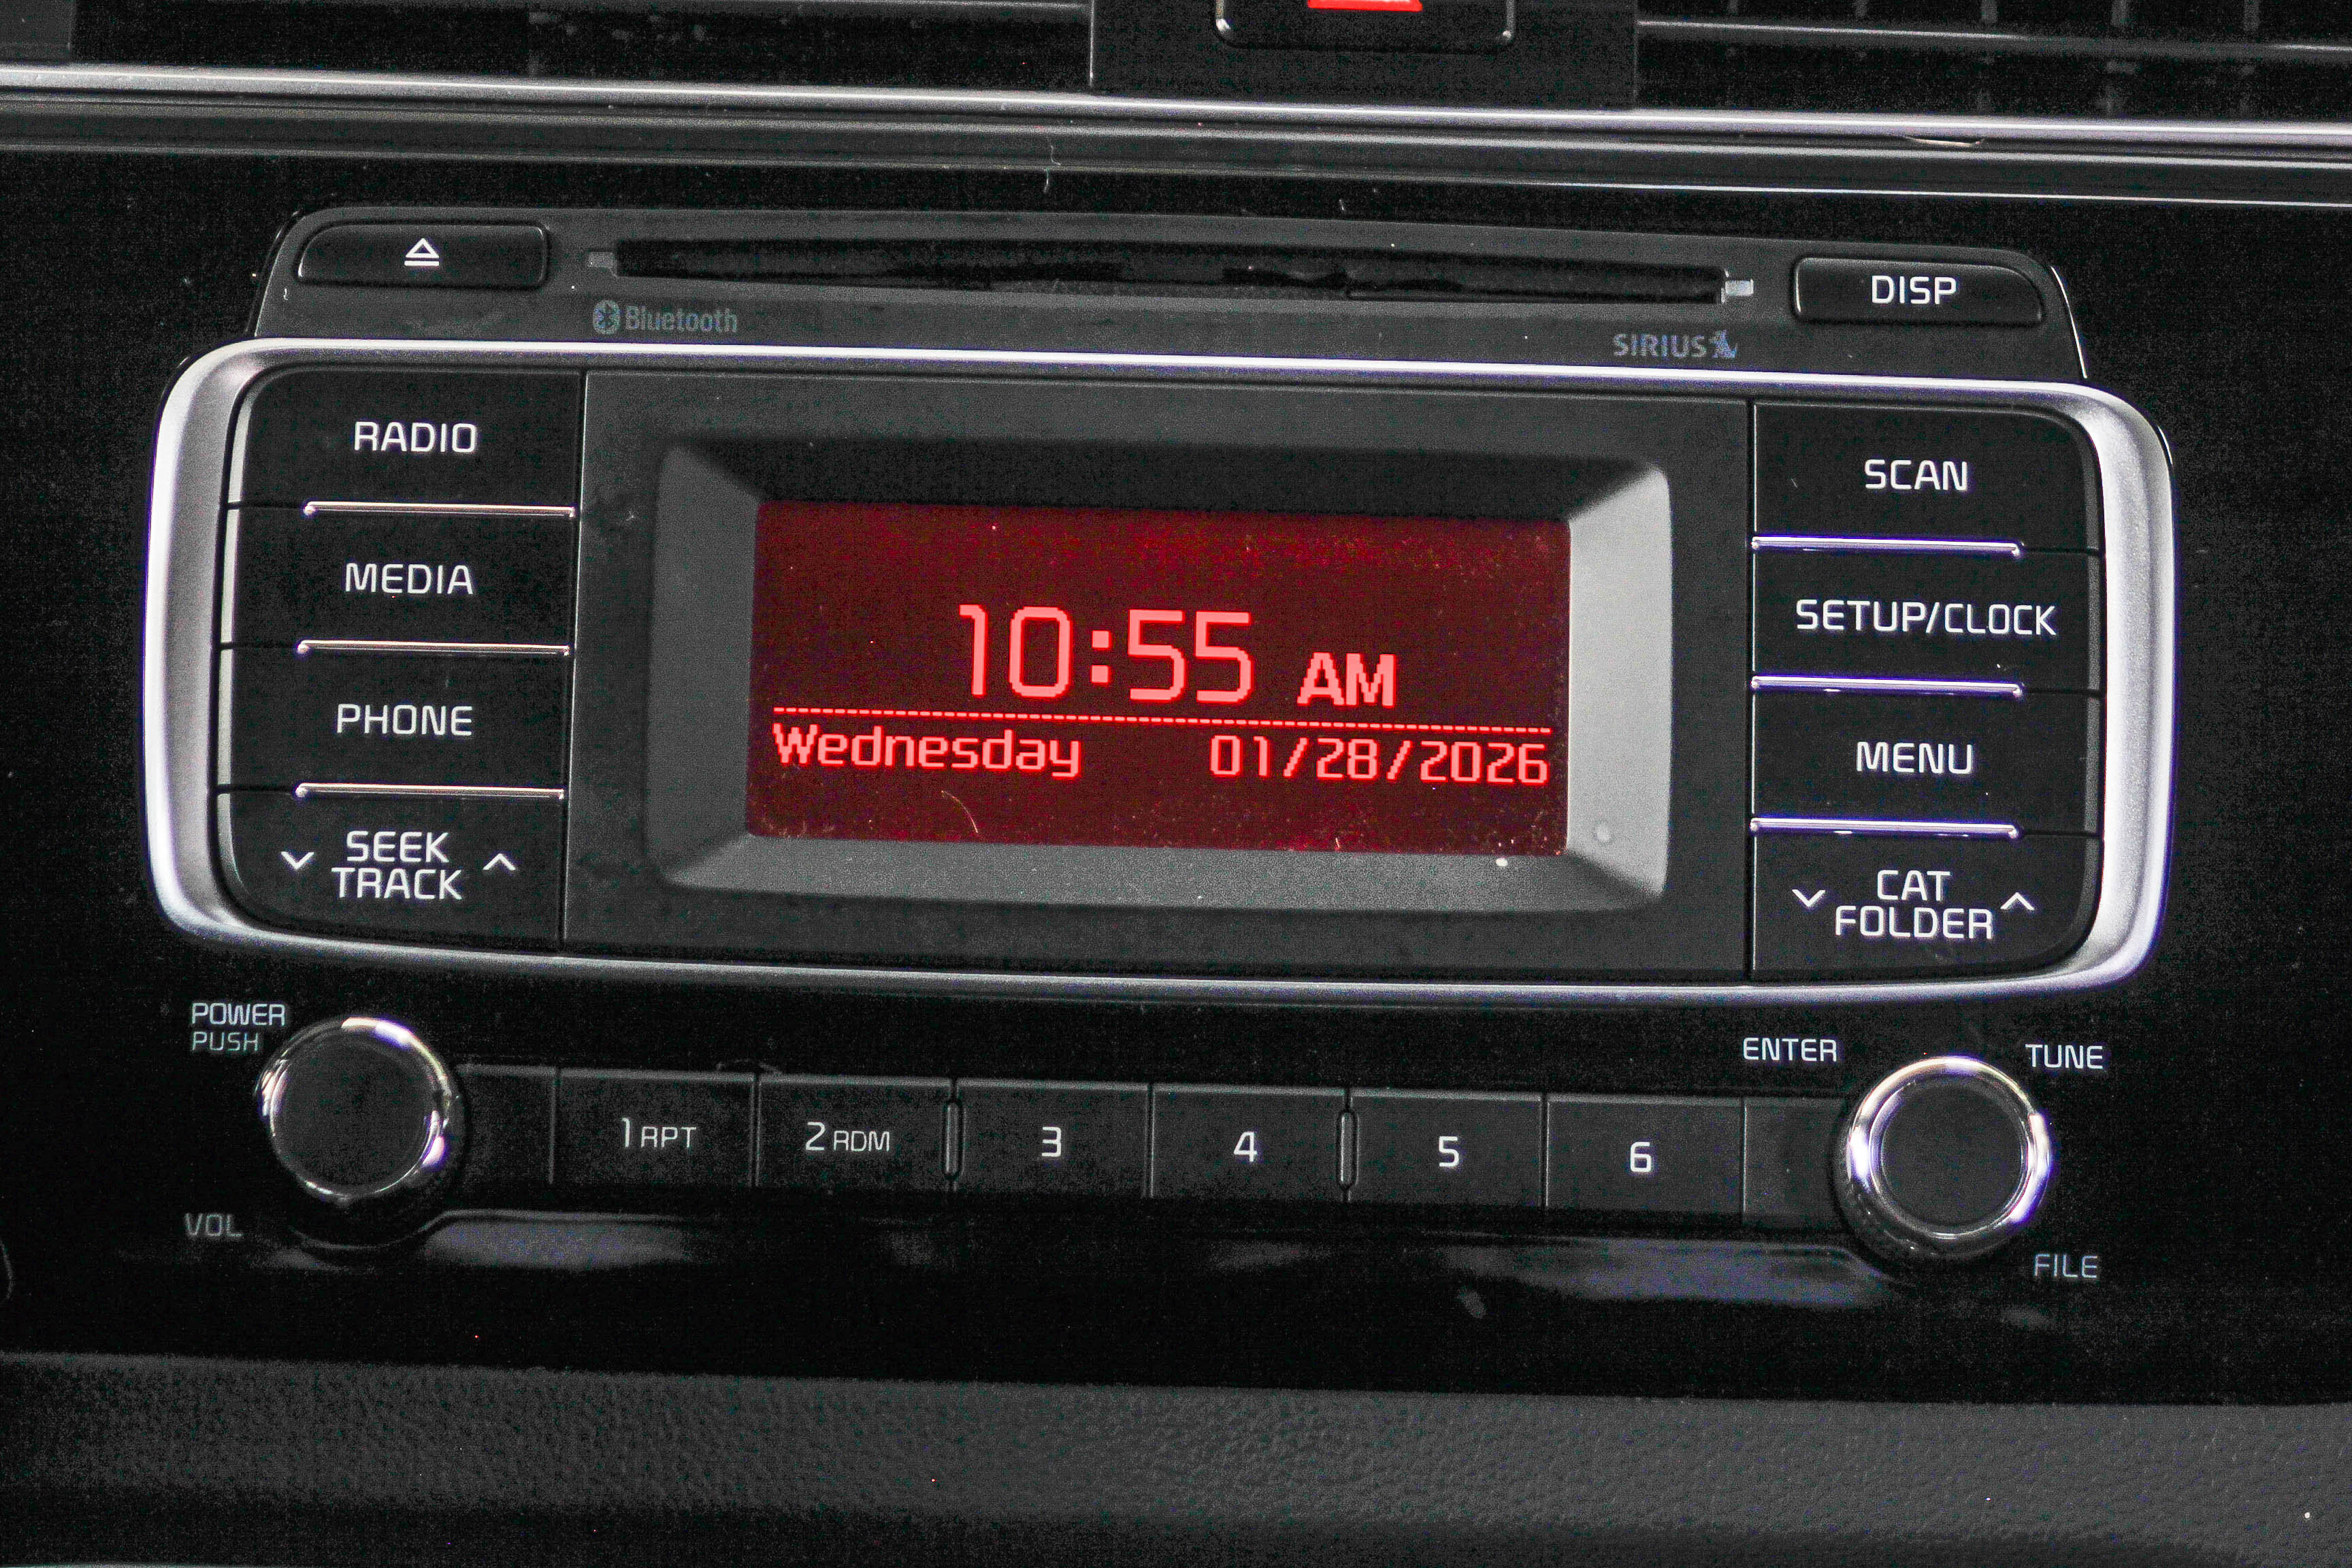 DISP
Bluetooth
SIRIUS
RADIO
SCAN
MEDIA
SETUP/CLOCK
10:55 AM
PHONE
Wednesday 01/28/2026
MENU
SEEK
TRACK
CAT
FOLDER
POWER
PUSH
ENTER
TUNE
1 RPT 2 RDM 3 4 5 6
VOL
FILE